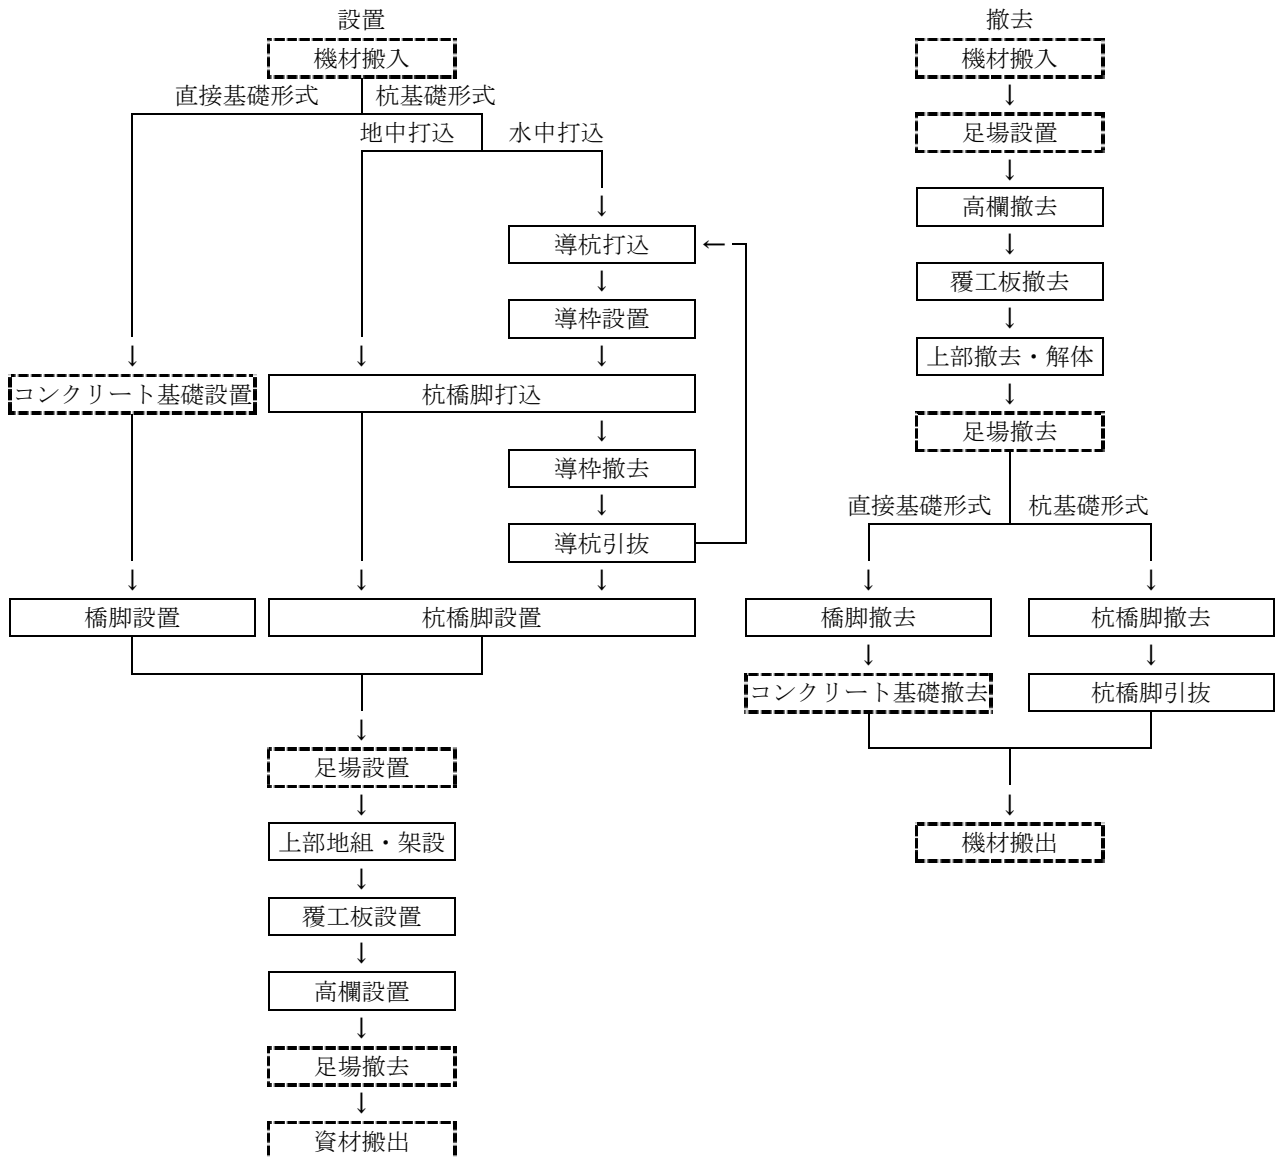 設置
機材搬入
直接基礎形式
杭基礎形式
地中打込
水中打込
↓
導杭打込
←
↓
導枠設置
↓
↓
↓
コンクリート基礎設置
杭橋脚打込
↓
導枠撤去
↓
導杭引抜
↓
↓
↓
橋脚設置
杭橋脚設置
↓
足場設置
↓
上部地組・架設
↓
覆工板設置
↓
高欄設置
↓
足場撤去
↓
資材搬出
撤去
機材搬入
↓
足場設置
↓
高欄撤去
↓
覆工板撤去
↓
上部撤去・解体
↓
足場撤去
直接基礎形式
杭基礎形式
↓
↓
橋脚撤去
杭橋脚撤去
↓
↓
コンクリート基礎撤去
杭橋脚引抜
↓
機材搬出